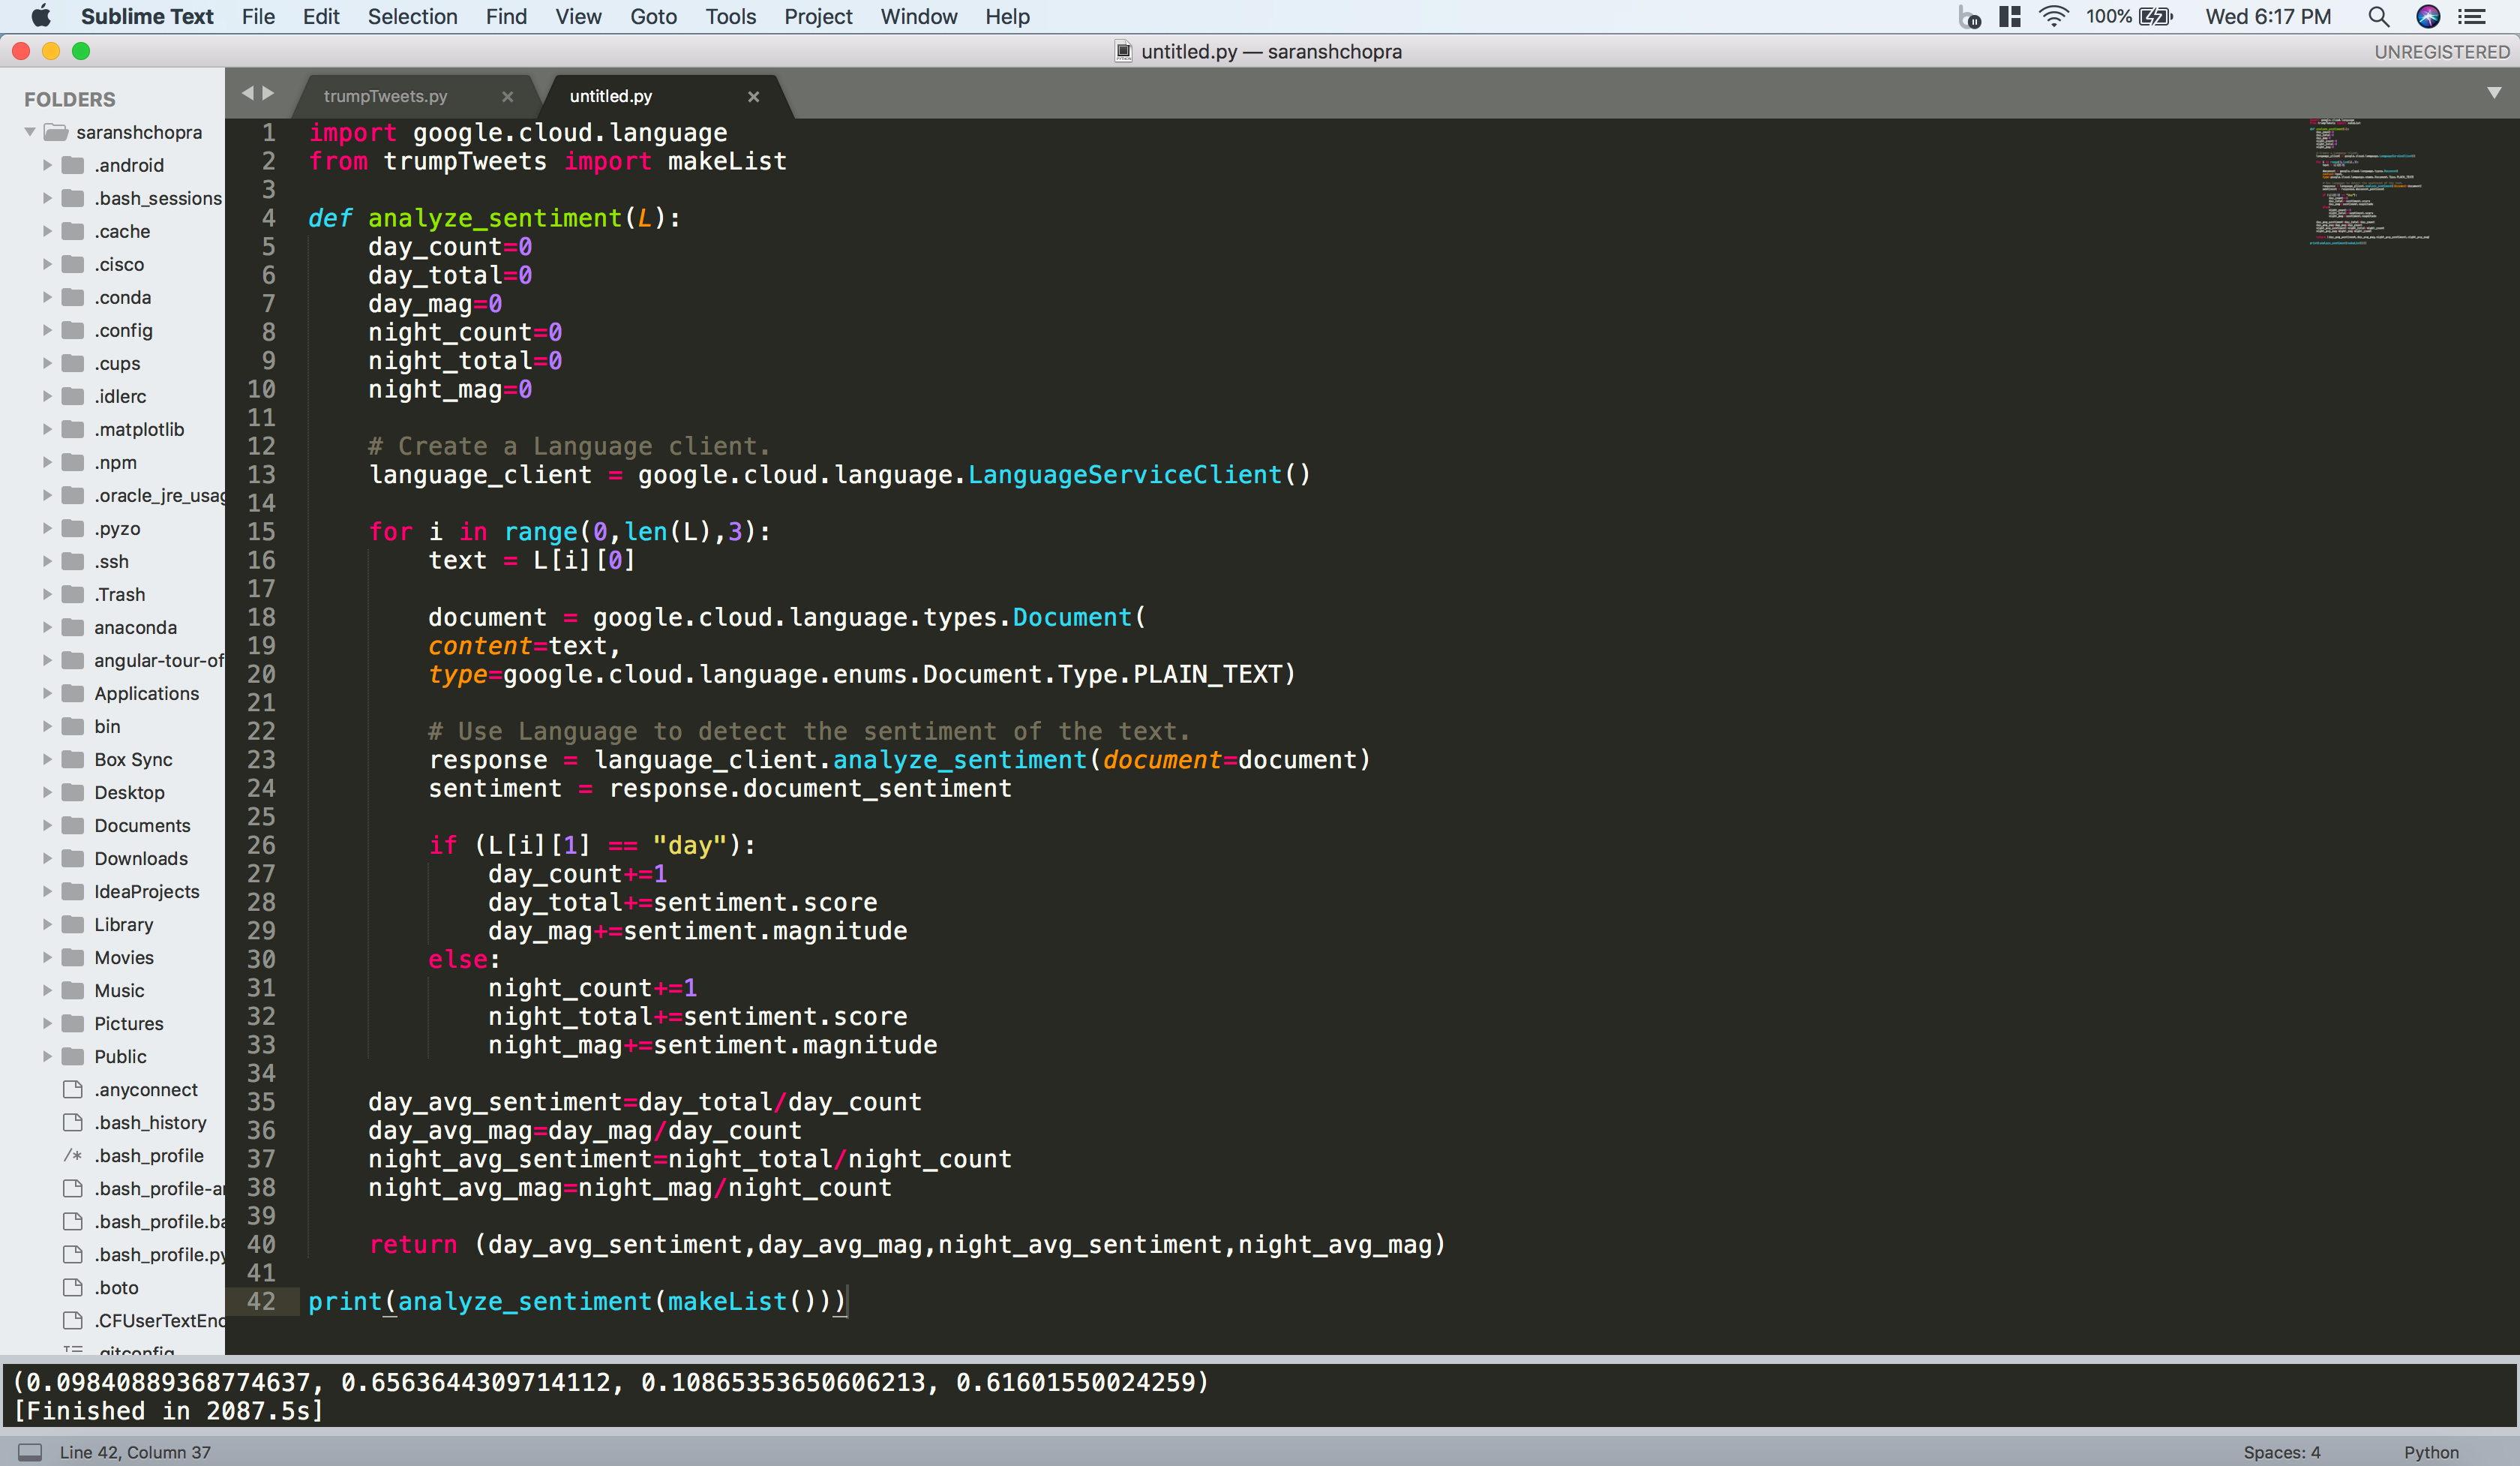 Sublime Text File Edit Selection Find View Goto Tools Project Window Help 100% Wed 6:17 PM
untitled.py — saranshchopra UNREGISTERED
FOLDERS
saranshchopra
.android
.bash_sessions
.cache
.cisco
.conda
.config
.cups
.idlerc
.matplotlib
.npm
.oracle_jre_usag
.pyzo
.ssh
.Trash
anaconda
angular-tour-of
Applications
bin
Box Sync
Desktop
Documents
Downloads
IdeaProjects
Library
Movies
Music
Pictures
Public
.anyconnect
.bash_history
/* .bash_profile
.bash_profile-an
.bash_profile.ba
.bash_profile.py
.boto
.CFUserTextEnc
.gitconfig
trumpTweets.py × untitled.py ×
1 import google.cloud.language
2 from trumpTweets import makeList
3
4 def analyze_sentiment(L):
5     day_count=0
6     day_total=0
7     day_mag=0
8     night_count=0
9     night_total=0
10     night_mag=0
11
12     # Create a Language client.
13     language_client = google.cloud.language.LanguageServiceClient()
14
15     for i in range(0,len(L),3):
16         text = L[i][0]
17
18         document = google.cloud.language.types.Document(
19         content=text,
20         type=google.cloud.language.enums.Document.Type.PLAIN_TEXT)
21
22         # Use Language to detect the sentiment of the text.
23         response = language_client.analyze_sentiment(document=document)
24         sentiment = response.document_sentiment
25
26         if (L[i][1] == "day"):
27             day_count+=1
28             day_total+=sentiment.score
29             day_mag+=sentiment.magnitude
30         else:
31             night_count+=1
32             night_total+=sentiment.score
33             night_mag+=sentiment.magnitude
34
35     day_avg_sentiment=day_total/day_count
36     day_avg_mag=day_mag/day_count
37     night_avg_sentiment=night_total/night_count
38     night_avg_mag=night_mag/night_count
39
40     return (day_avg_sentiment,day_avg_mag,night_avg_sentiment,night_avg_mag)
41
42 print(analyze_sentiment(makeList()))
(0.09840889368774637, 0.6563644309714112, 0.10865353650606213, 0.61601550024259)
[Finished in 2087.5s]
Line 42, Column 37 Spaces: 4 Python